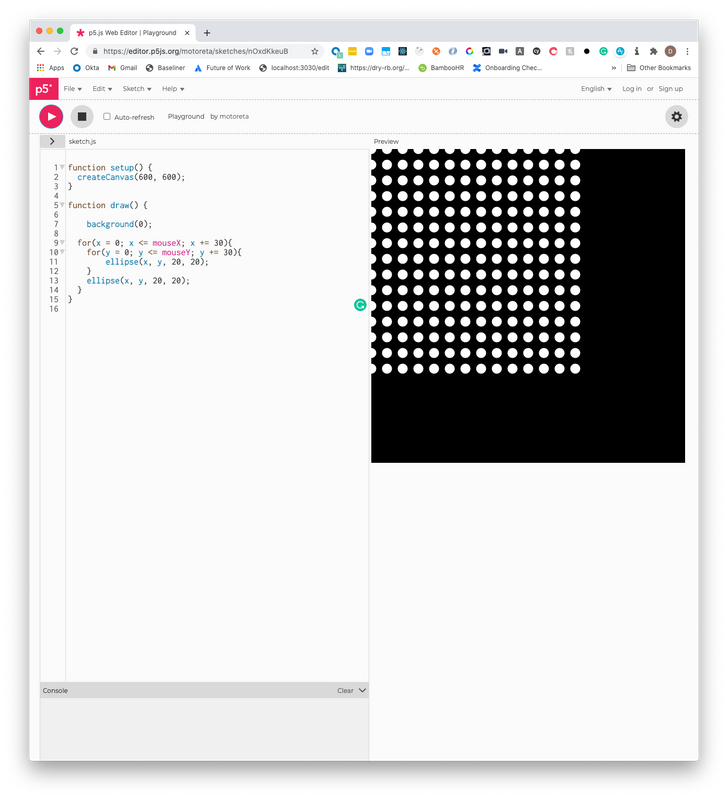 p5.js Web Editor | Playground
https://editor.p5js.org/motoreta/sketches/nOxdKkeuB
Apps Okta Gmail Baseliner Future of Work localhost:3030/edit https://dry-rb.org/... BambooHR Onboarding Chec... » Other Bookmarks
p5* File Edit Sketch Help English Log in or Sign up
Auto-refresh Playground by motoreta
> sketch.js Preview
1 function setup() {
2 createCanvas(600, 600);
3 }
4
5 function draw() {
6
7 background(0);
8
9 for(x = 0; x <= mouseX; x += 30){
10 for(y = 0; y <= mouseY; y += 30){
11 ellipse(x, y, 20, 20);
12 }
13 ellipse(x, y, 20, 20);
14 }
15 }
16
Console Clear